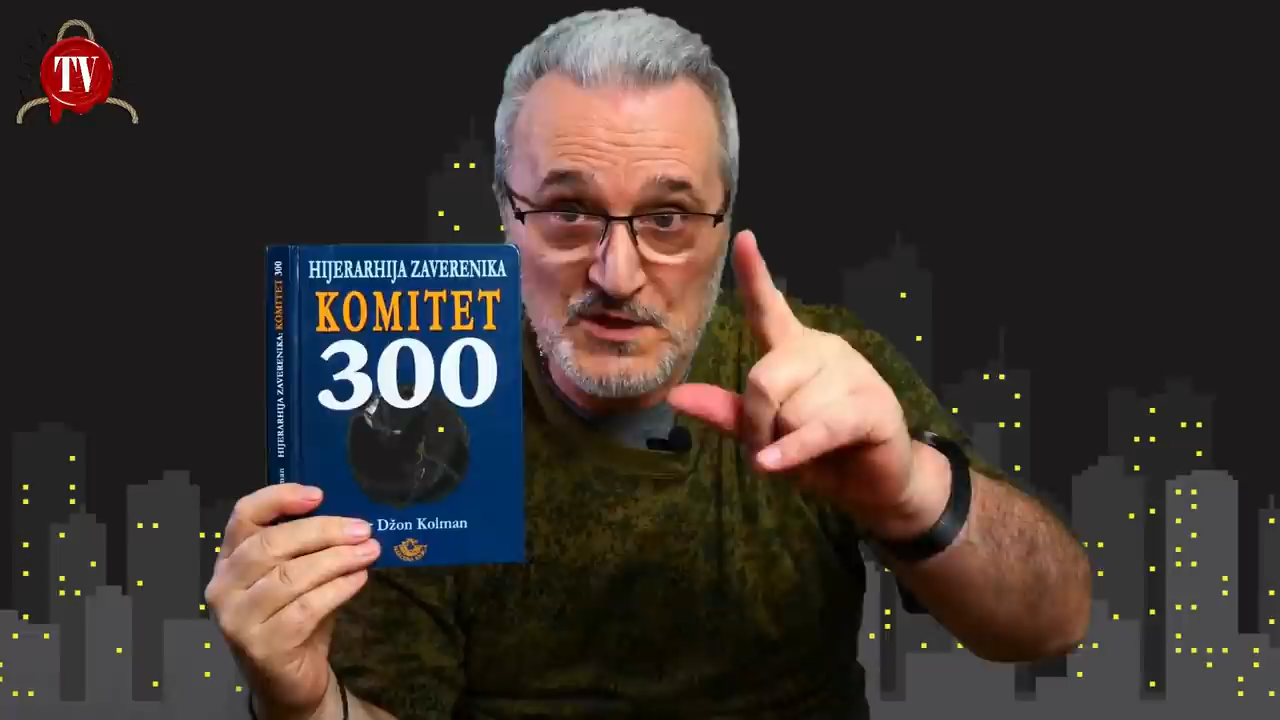 TV
HIJERARHIJA ZAVERENIKA
KOMITET
300
Džon Kolman
HIJERARHIJA ZAVERENIKA: KOMITET 300